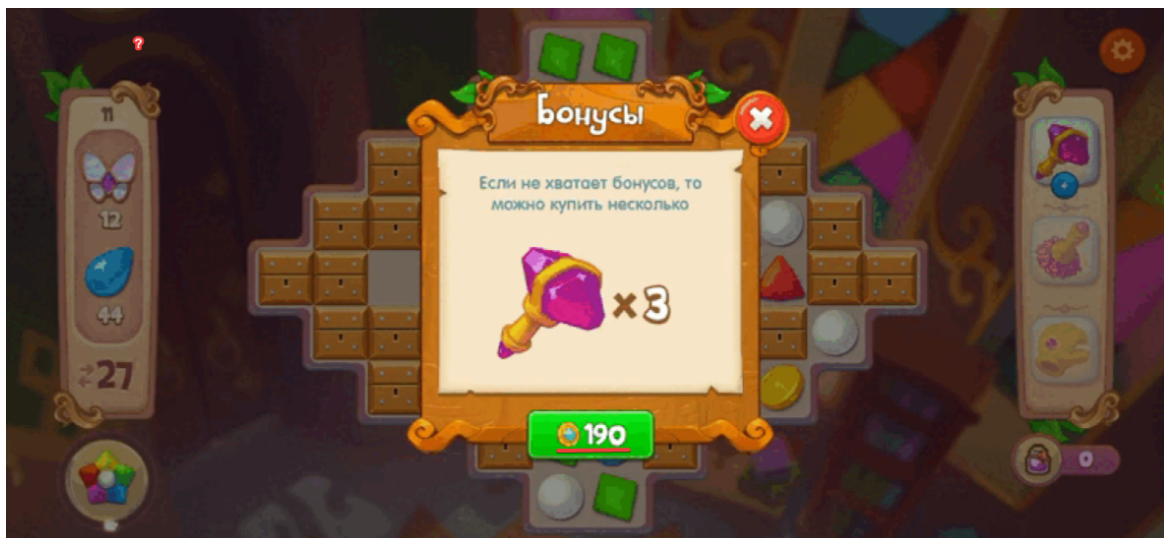 ?
Бонусы
11
Если не хватает бонусов, то
можно купить несколько
12
×3
44
27
190
0